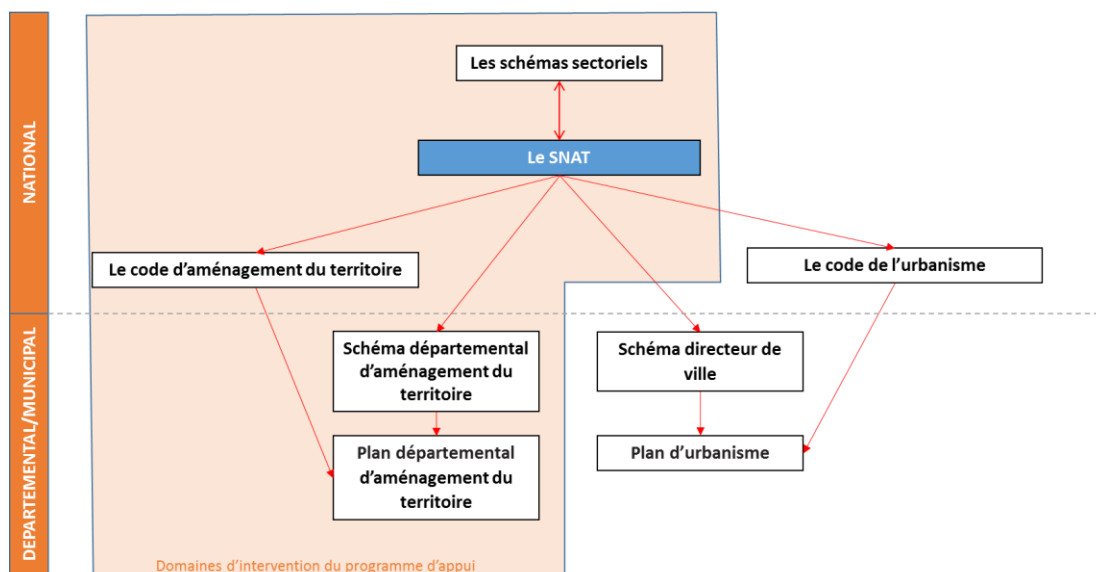 NATIONAL
Les schémas sectoriels
Le SNAT
Le code d’aménagement du territoire
Le code de l’urbanisme
DEPARTEMENTAL/MUNICIPAL
Schéma départemental
d’aménagement du
territoire
Schéma directeur de
ville
Plan départemental
d’aménagement du
territoire
Plan d’urbanisme
Domaines d’intervention du programme d’appui